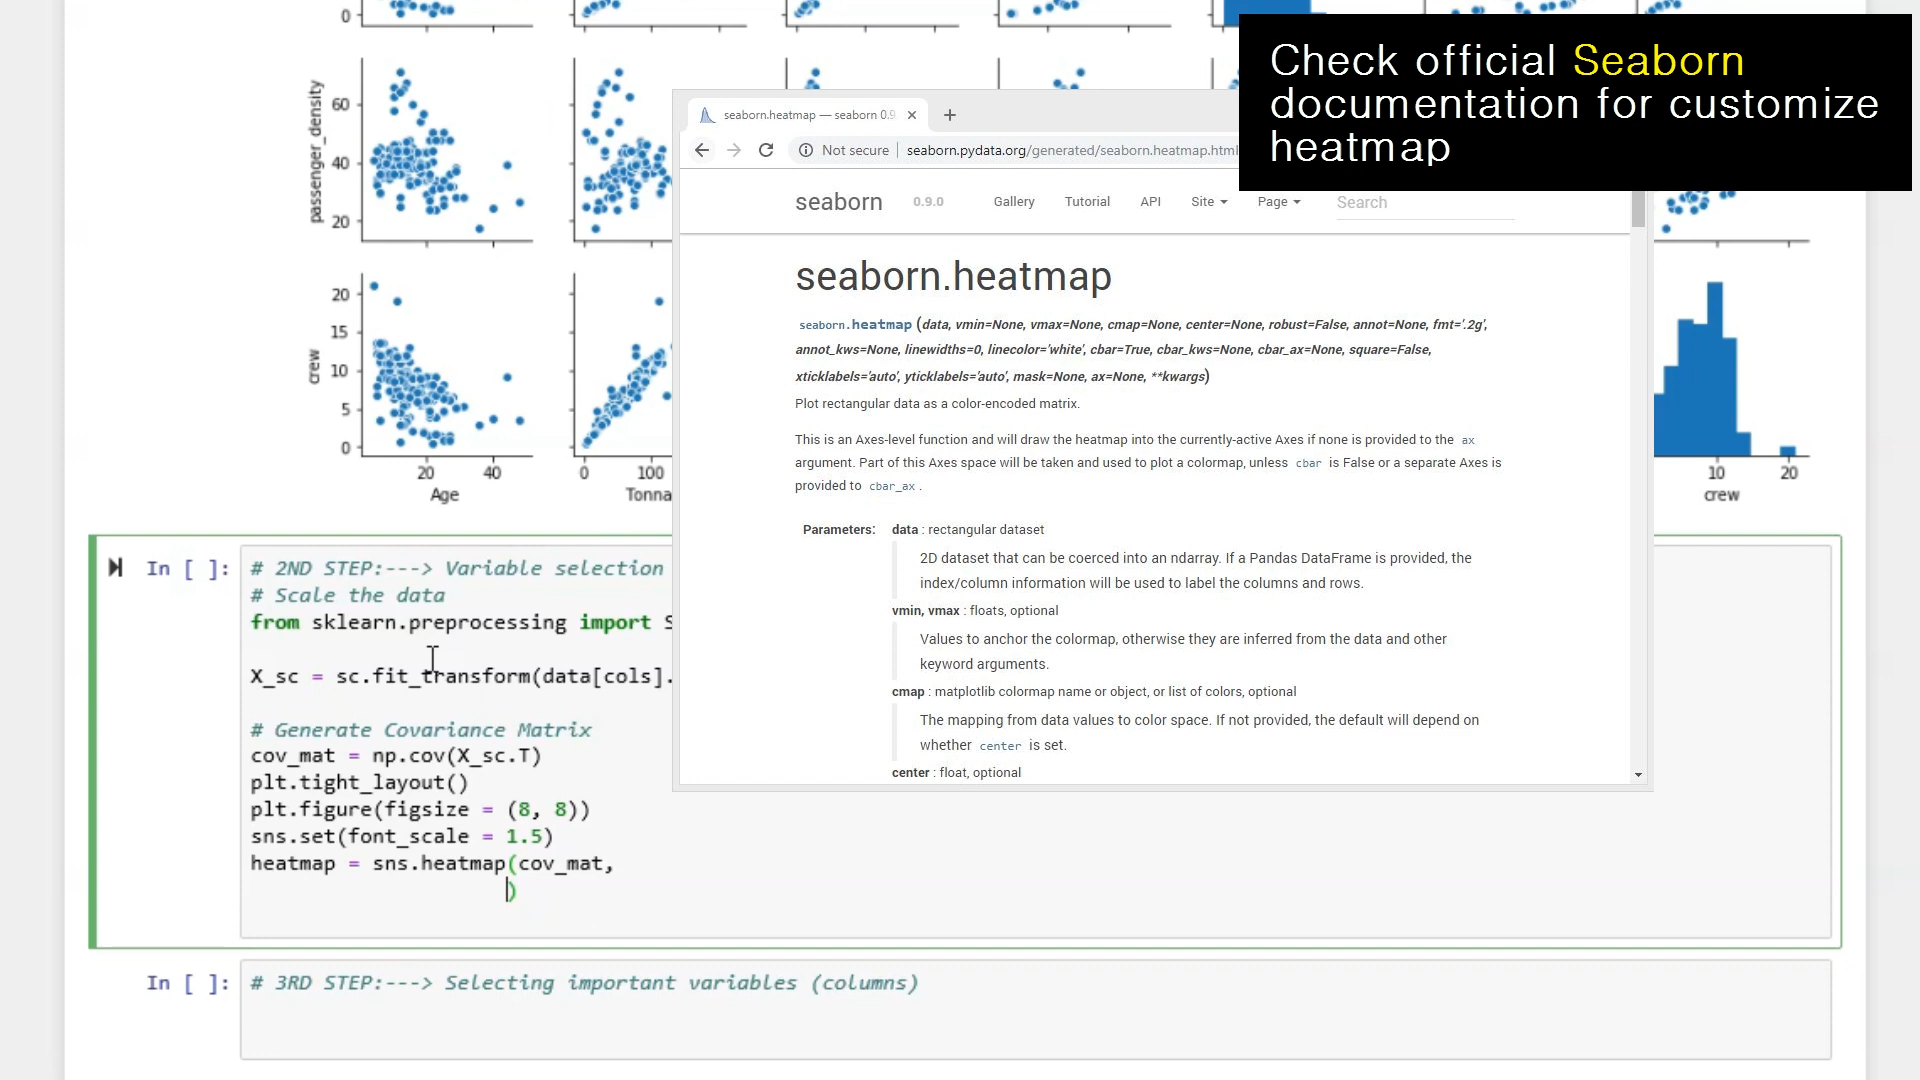 0
Check official Seaborn
documentation for customize
heatmap
passenger_density
60
40
20
seaborn.heatmap — seaborn 0.9
Not secure | seaborn.pydata.org/generated/seaborn.heatmap.html
seaborn 0.9.0 Gallery Tutorial API Site Page Search
seaborn.heatmap
seaborn.heatmap (data, vmin=None, vmax=None, cmap=None, center=None, robust=False, annot=None, fmt='.2g',
annot_kws=None, linewidths=0, linecolor='white', cbar=True, cbar_kws=None, cbar_ax=None, square=False,
xticklabels='auto', yticklabels='auto', mask=None, ax=None, **kwargs)
Plot rectangular data as a color-encoded matrix.
This is an Axes-level function and will draw the heatmap into the currently-active Axes if none is provided to the ax
argument. Part of this Axes space will be taken and used to plot a colormap, unless cbar is False or a separate Axes is
provided to cbar_ax .
Parameters: data : rectangular dataset
2D dataset that can be coerced into an ndarray. If a Pandas DataFrame is provided, the
index/column information will be used to label the columns and rows.
vmin, vmax : floats, optional
Values to anchor the colormap, otherwise they are inferred from the data and other
keyword arguments.
cmap : matplotlib colormap name or object, or list of colors, optional
The mapping from data values to color space. If not provided, the default will depend on
whether center is set.
center : float, optional
crew
20
15
10
5
0
20 40
Age
0 100
Tonna
10 20
crew
In [ ]: # 2ND STEP:---> Variable selection
# Scale the data
from sklearn.preprocessing import S
X_sc = sc.fit_transform(data[cols].
# Generate Covariance Matrix
cov_mat = np.cov(X_sc.T)
plt.tight_layout()
plt.figure(figsize = (8, 8))
sns.set(font_scale = 1.5)
heatmap = sns.heatmap(cov_mat,
)
In [ ]: # 3RD STEP:---> Selecting important variables (columns)